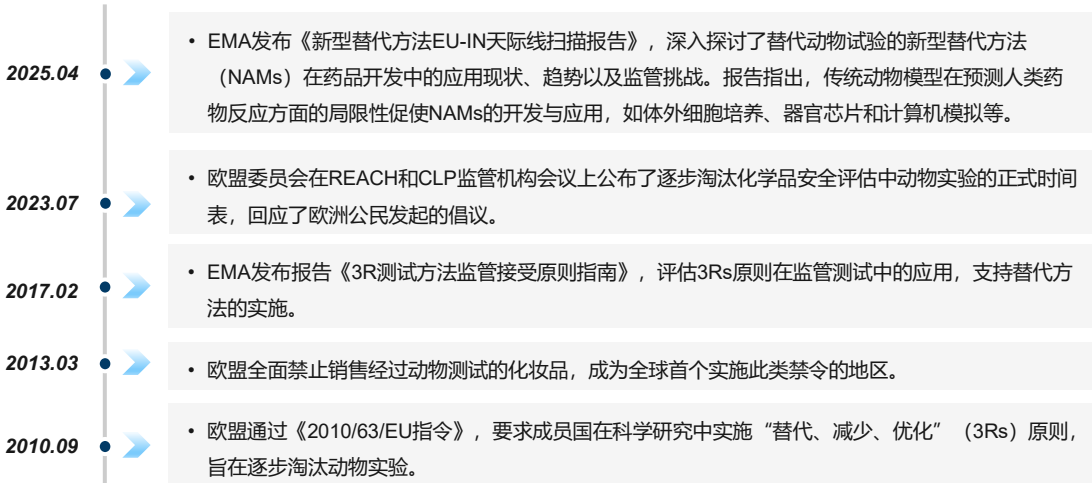 2025.04
• EMA发布《新型替代方法EU-IN天际线扫描报告》，深入探讨了替代动物试验的新型替代方法
（NAMs）在药品开发中的应用现状、趋势以及监管挑战。报告指出，传统动物模型在预测人类药
物反应方面的局限性促使NAMs的开发与应用，如体外细胞培养、器官芯片和计算机模拟等。
2023.07
• 欧盟委员会在REACH和CLP监管机构会议上公布了逐步淘汰化学品安全评估中动物实验的正式时间
表，回应了欧洲公民发起的倡议。
2017.02
• EMA发布报告《3R测试方法监管接受原则指南》，评估3Rs原则在监管测试中的应用，支持替代方
法的实施。
2013.03
• 欧盟全面禁止销售经过动物测试的化妆品，成为全球首个实施此类禁令的地区。
2010.09
• 欧盟通过《2010/63/EU指令》，要求成员国在科学研究中实施“替代、减少、优化”（3Rs）原则，
旨在逐步淘汰动物实验。